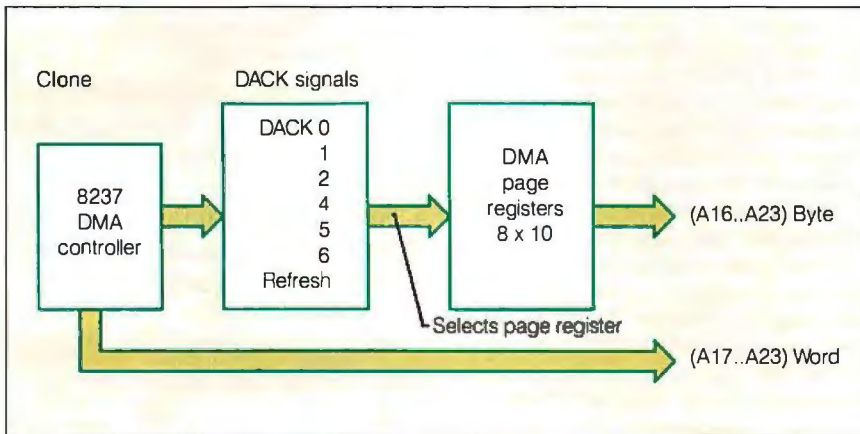 Clone
DACK signals
8237
DMA
controller
DACK 0
1
2
4
5
6
Refresh
DMA
page
registers
8 x 10
(A16..A23) Byte
Selects page register
(A17..A23) Word